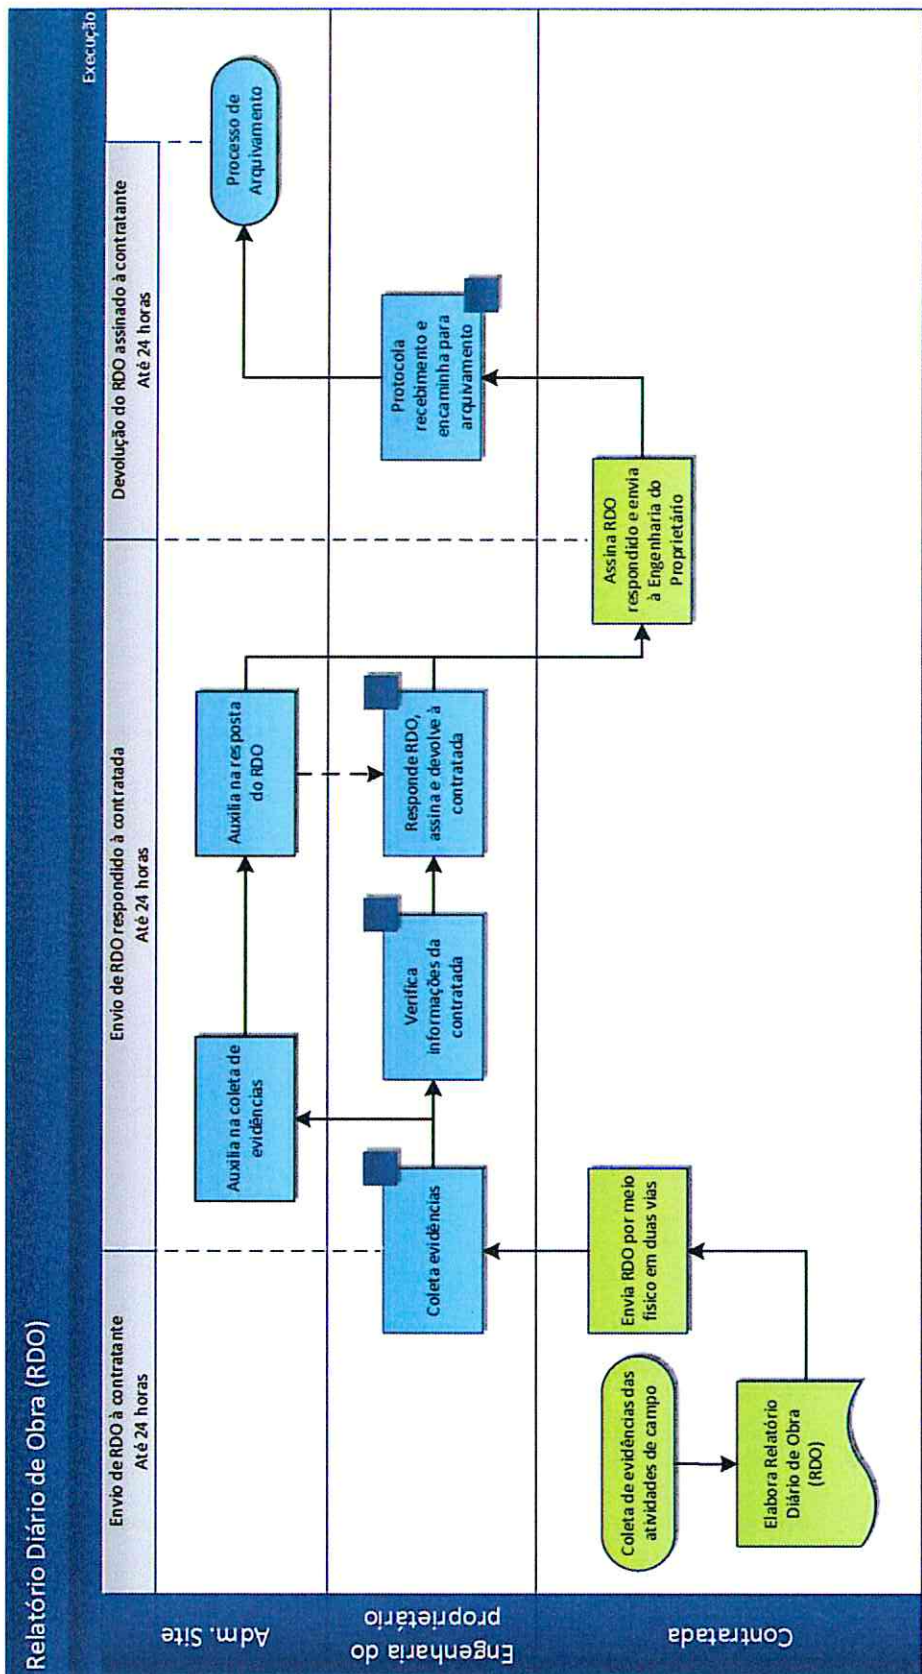 Relatório Diário de Obra (RDO)
Execução
Envio de RDO à contratante
Até 24 horas
Envio de RDO respondido à contratada
Até 24 horas
Devolução do RDO assinado à contratante
Até 24 horas
Adm. Site
Auxilia na coleta de
evidências
Auxilia na resposta
do RDO
Processo de
Arquivamento
Engenharia do
proprietário
Coleta evidências
Verifica
informações da
contratada
Responde RDO,
assina e devolve à
contratada
Protocola
recebimento e
encaminha para
arquivamento
Contratada
Coleta de evidências das
atividades de campo
Elabora Relatório
Diário de Obra
(RDO)
Envia RDO por meio
físico em duas vias
Assina RDO
respondido e envia
à Engenharia do
Proprietário